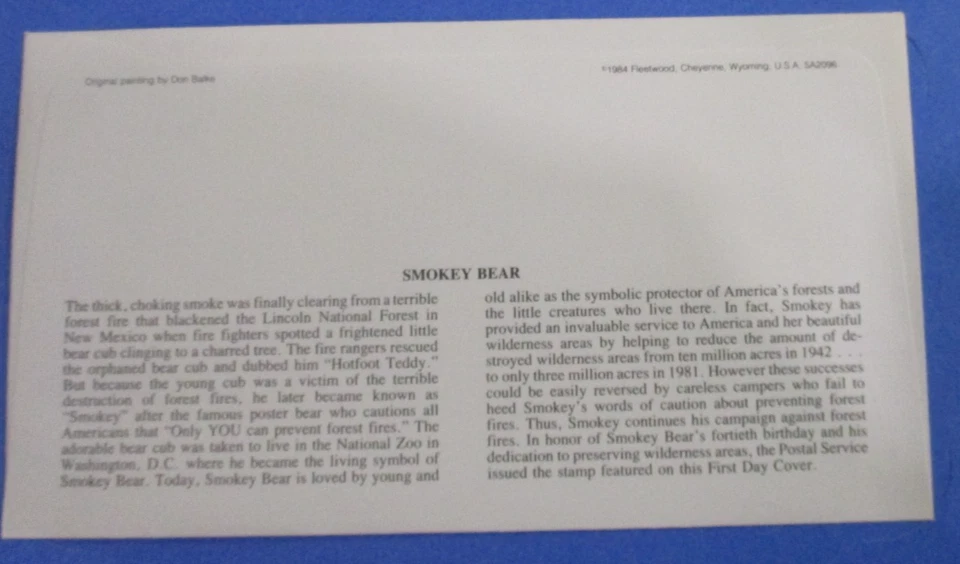 Original painting by Don Balke
©1984 Fleetwood, Cheyenne, Wyoming, U.S.A. 5A2096
SMOKEY BEAR
The thick, choking smoke was finally clearing from a terrible
forest fire that blackened the Lincoln National Forest in
New Mexico when fire fighters spotted a frightened little
bear cub clinging to a charred tree. The fire rangers rescued
the orphaned bear cub and dubbed him "Hotfoot Teddy."
But because the young cub was a victim of the terrible
destruction of forest fires, he later became known as
"Smokey" after the famous poster bear who cautions all
Americans that "Only YOU can prevent forest fires." The
adorable bear cub was taken to live in the National Zoo in
Washington, D.C. where he became the living symbol of
Smokey Bear. Today, Smokey Bear is loved by young and
old alike as the symbolic protector of America's forests and
the little creatures who live there. In fact, Smokey has
provided an invaluable service to America and her beautiful
wilderness areas by helping to reduce the amount of de-
stroyed wilderness areas from ten million acres in 1942 . . .
to only three million acres in 1981. However these successes
could be easily reversed by careless campers who fail to
heed Smokey's words of caution about preventing forest
fires. Thus, Smokey continues his campaign against forest
fires. In honor of Smokey Bear's fortieth birthday and his
dedication to preserving wilderness areas, the Postal Service
issued the stamp featured on this First Day Cover.